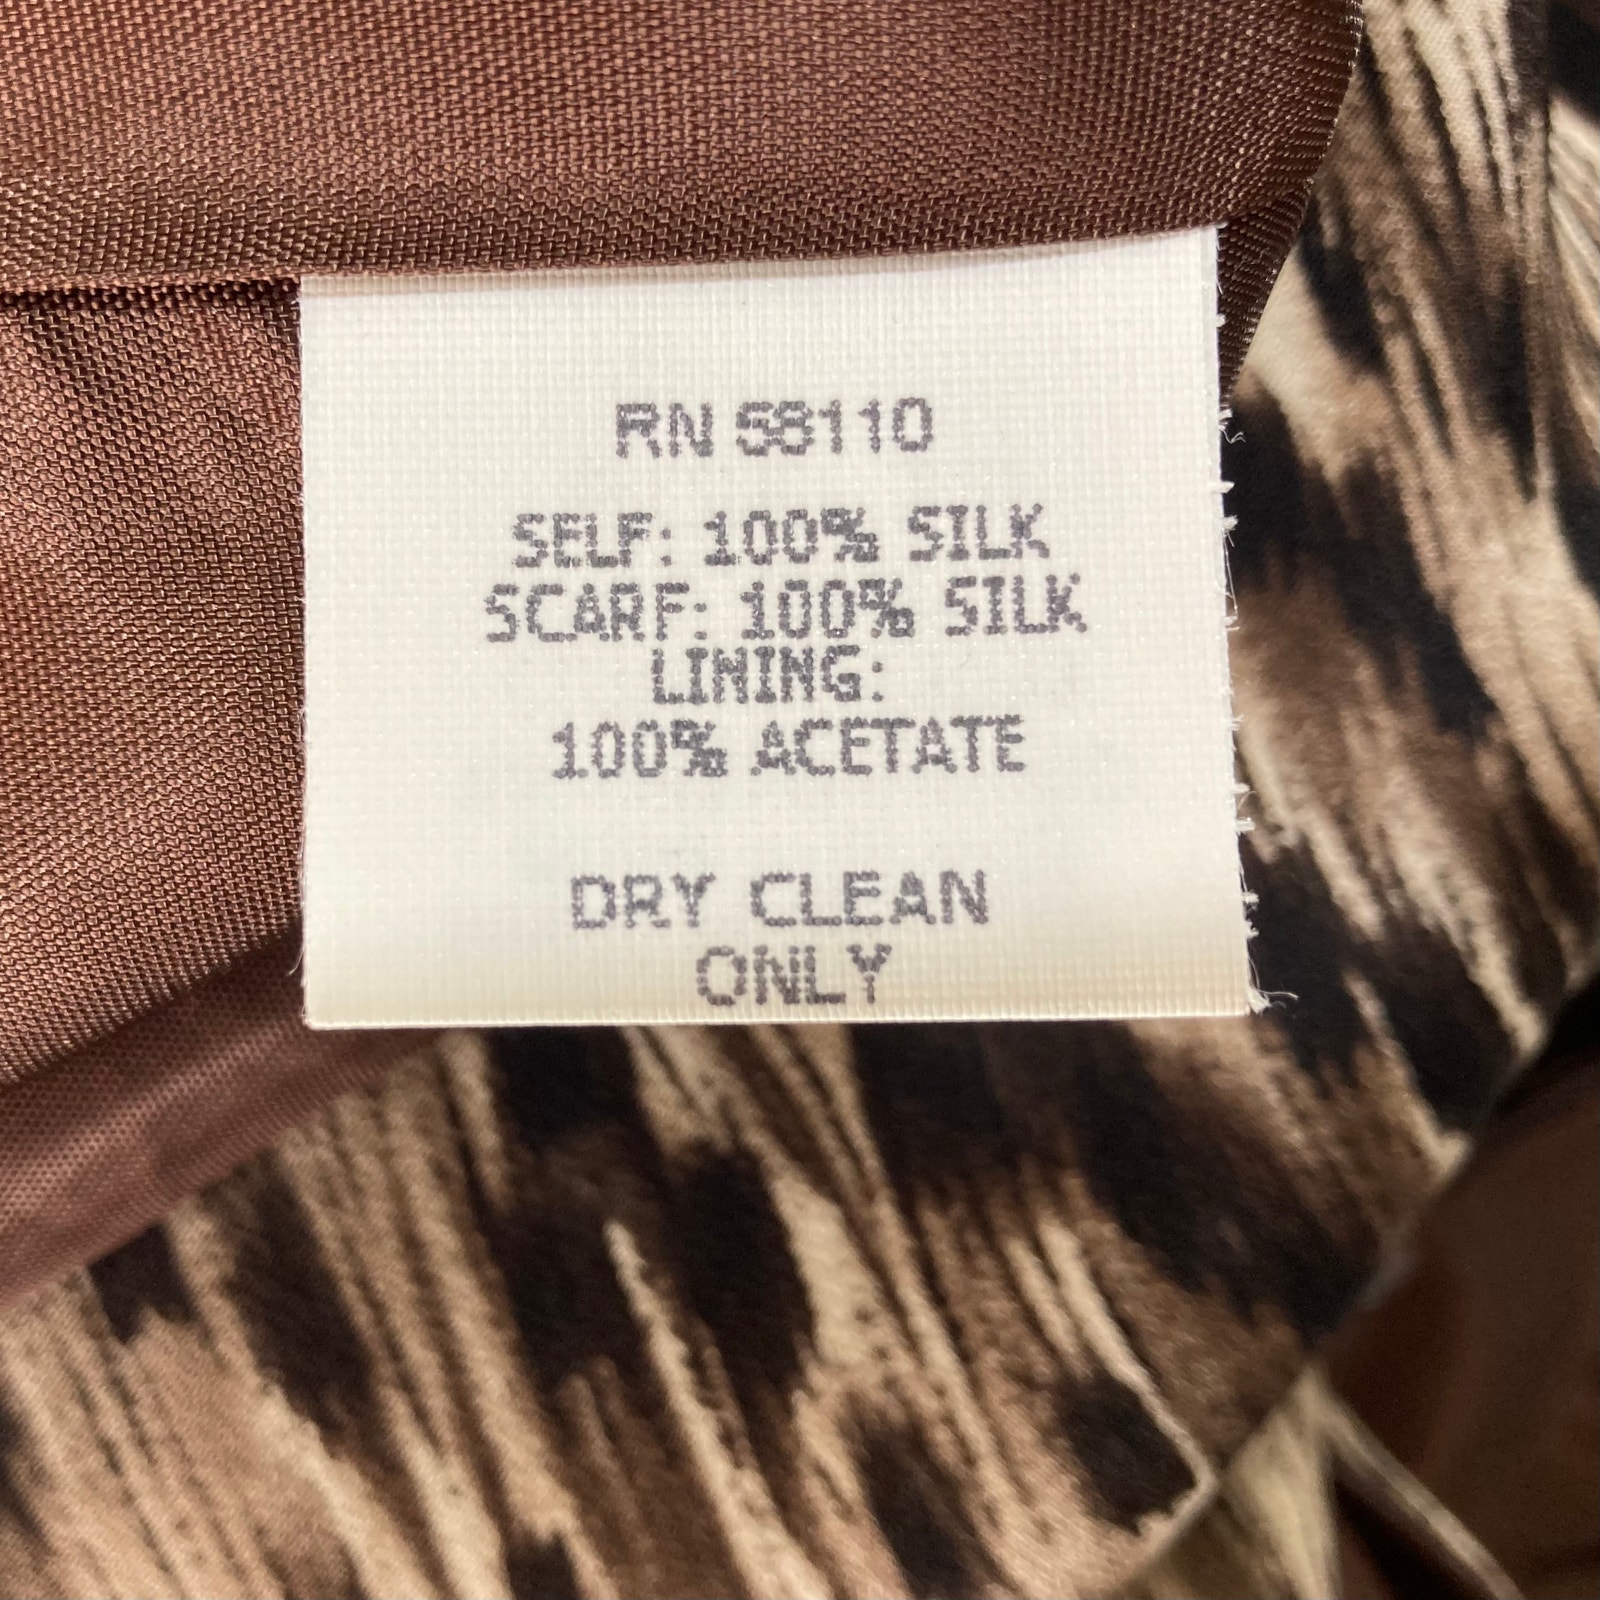 RN 58110
SELF: 100% SILK
SCARF: 100% SILK
LINING:
100% ACETATE
DRY CLEAN
ONLY